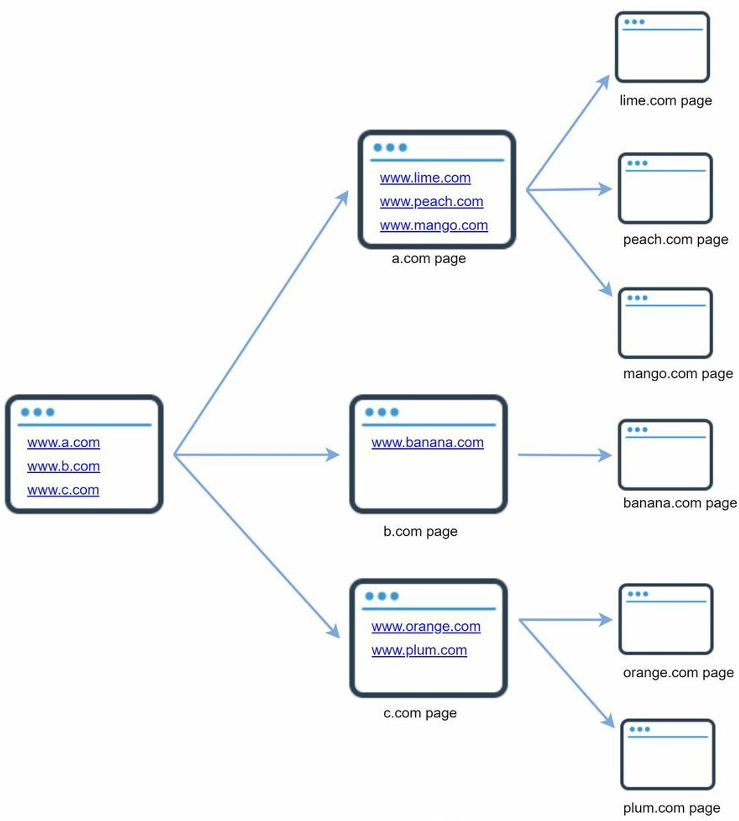 www.a.com
www.b.com
www.c.com
www.lime.com
www.peach.com
www.mango.com
a.com page
www.banana.com
b.com page
www.orange.com
www.plum.com
c.com page
lime.com page
peach.com page
mango.com page
banana.com page
orange.com page
plum.com page